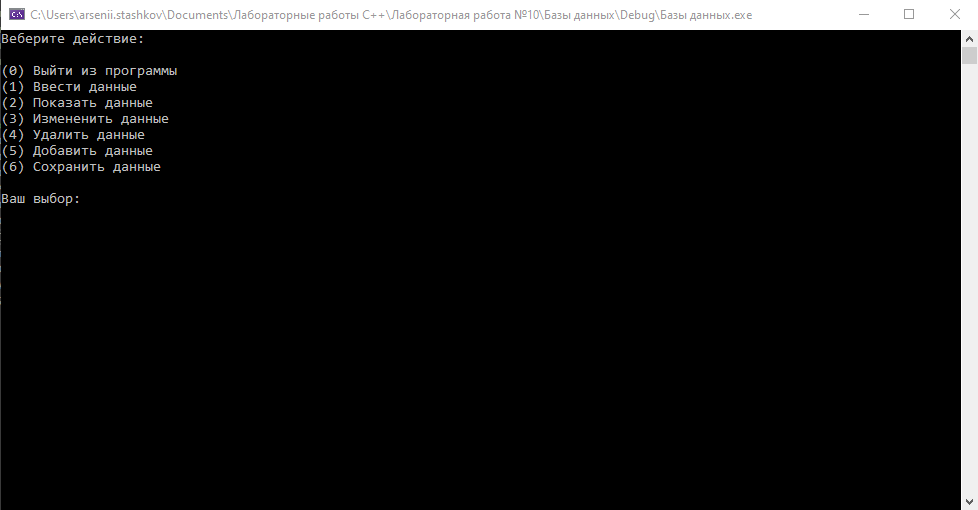 C:\Users\arsenii.stashkov\Documents\Лабораторные работы C++\Лабораторная работа №10\Базы данных\Debug\Базы данных.exe
Веберите действие:
(0) Выйти из программы
(1) Ввести данные
(2) Показать данные
(3) Измененить данные
(4) Удалить данные
(5) Добавить данные
(6) Сохранить данные
Ваш выбор: